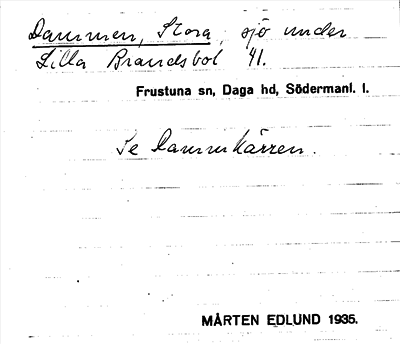 Dammen, Stora, sjö under
Lilla Brandsbol 41.
Frustuna sn, Daga hd, Södermanl. l.
Se Dammkärren.
MÅRTEN EDLUND 1935.